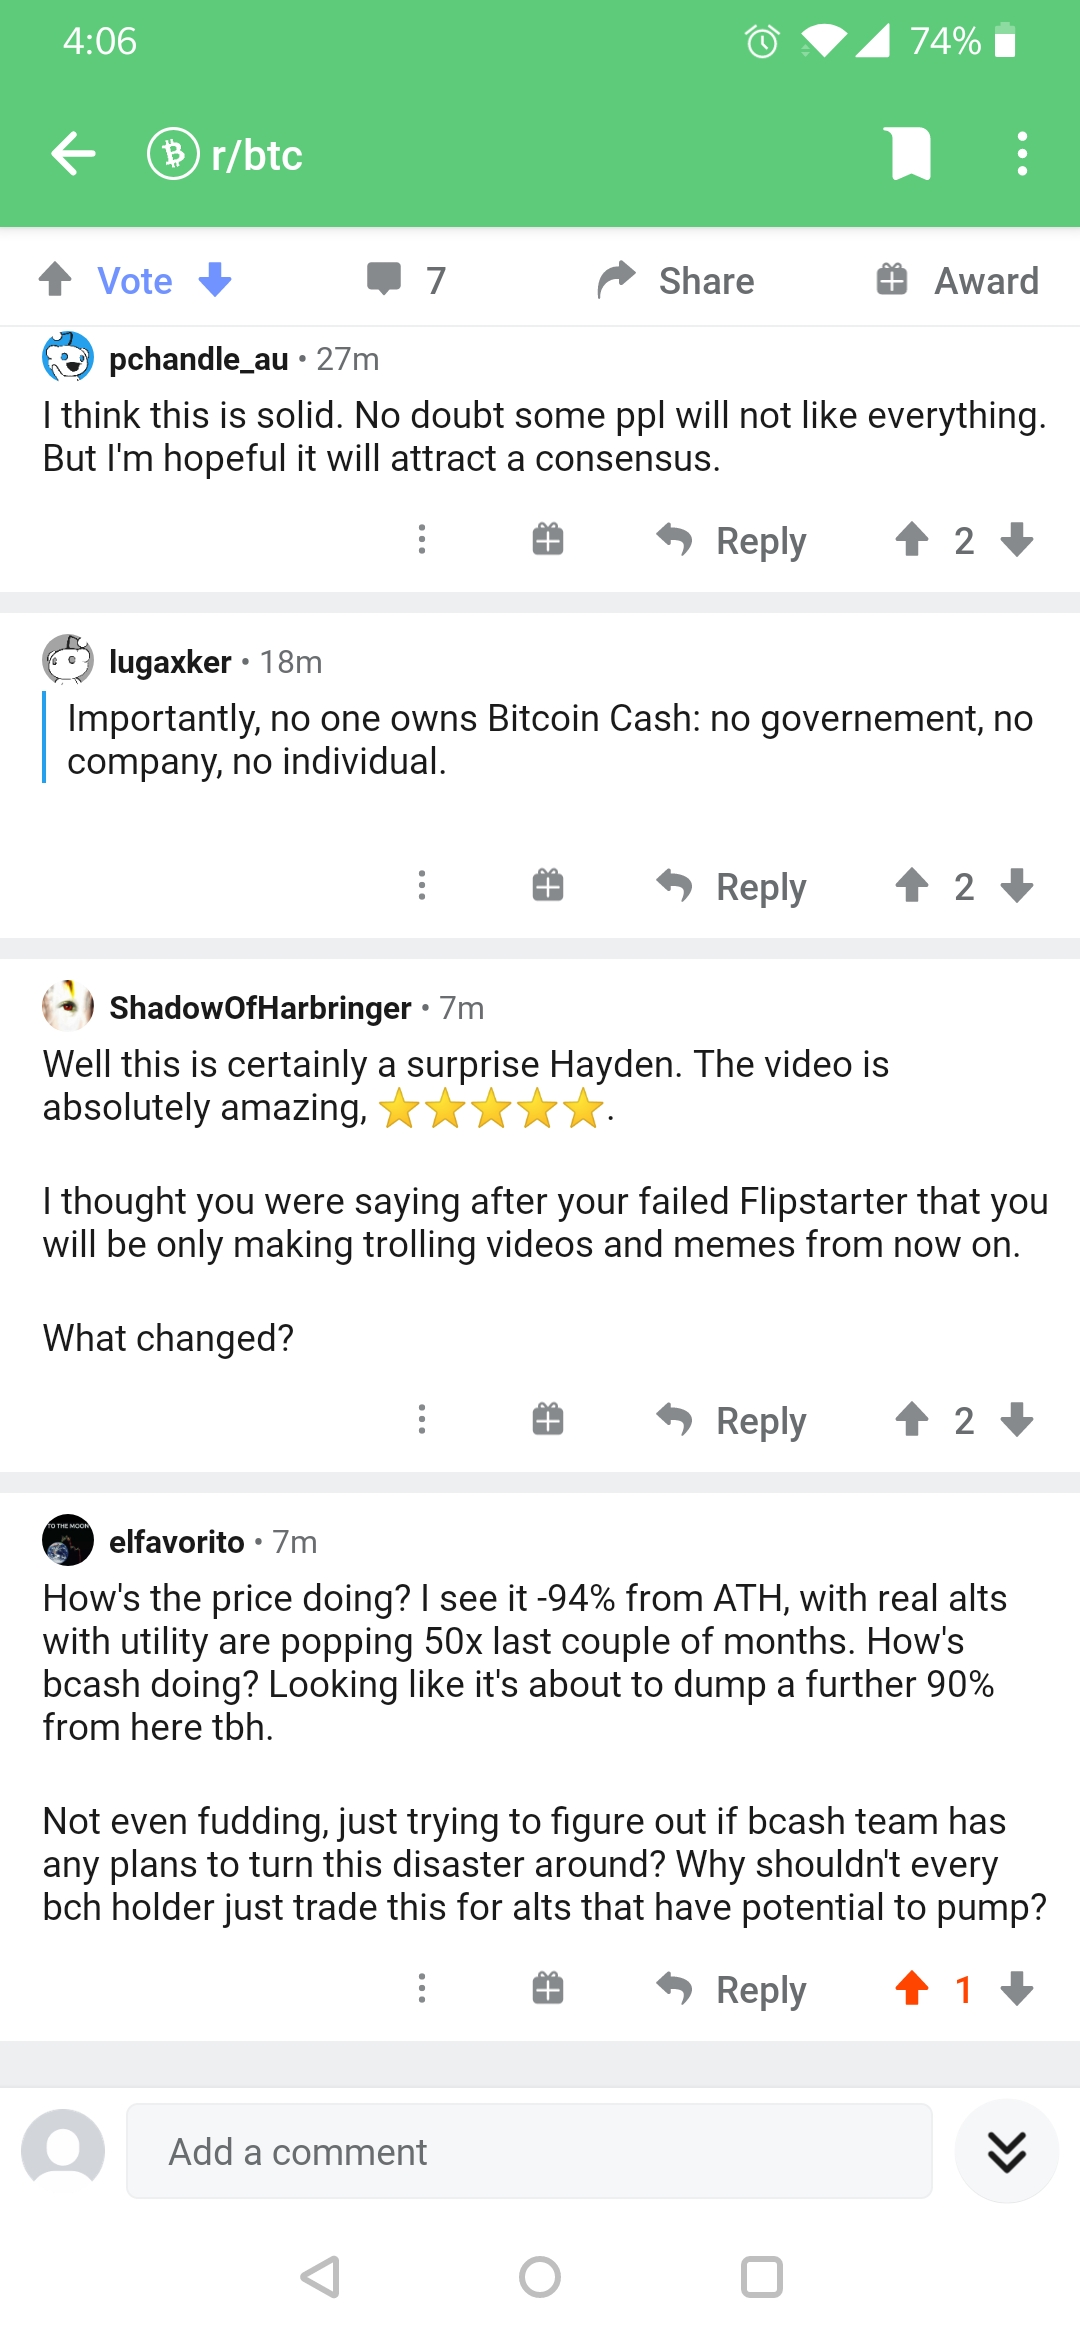 4:06
74%
r/btc
Vote
7
Share
Award
pchandle_au • 27m
I think this is solid. No doubt some ppl will not like everything.
But I'm hopeful it will attract a consensus.
Reply
2
lugaxker • 18m
Importantly, no one owns Bitcoin Cash: no governement, no
company, no individual.
Reply
2
ShadowOfHarbringer • 7m
Well this is certainly a surprise Hayden. The video is
absolutely amazing, ⭐⭐⭐⭐⭐.
I thought you were saying after your failed Flipstarter that you
will be only making trolling videos and memes from now on.
What changed?
Reply
2
TO THE MOON
elfavorito • 7m
How's the price doing? I see it -94% from ATH, with real alts
with utility are popping 50x last couple of months. How's
bcash doing? Looking like it's about to dump a further 90%
from here tbh.
Not even fudding, just trying to figure out if bcash team has
any plans to turn this disaster around? Why shouldn't every
bch holder just trade this for alts that have potential to pump?
Reply
1
Add a comment